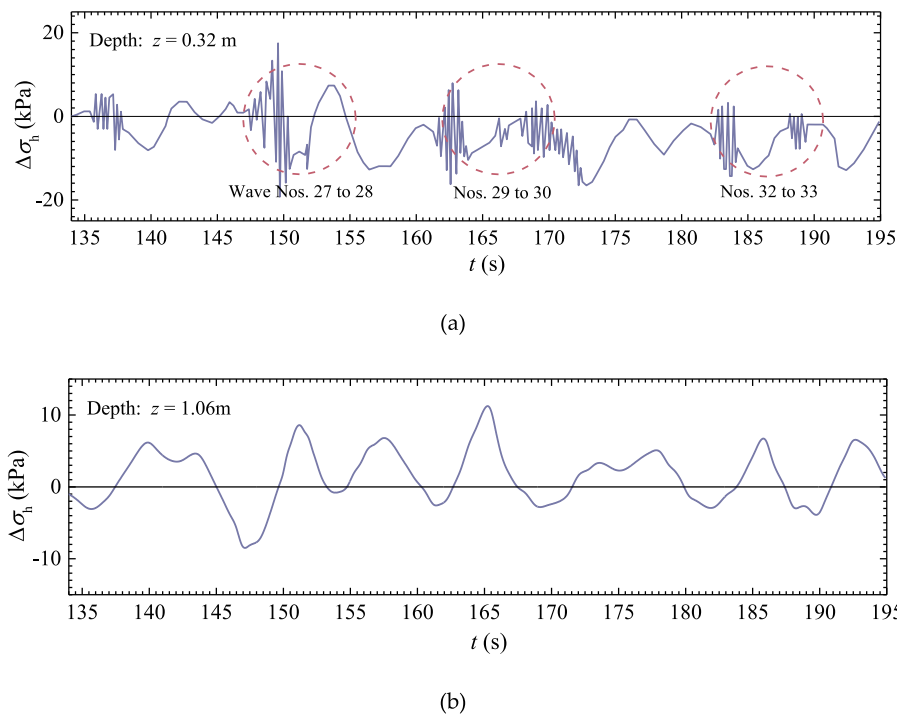 20
0
-20
Δσh (kPa)
Depth: z = 0.32 m
Wave Nos. 27 to 28
Nos. 29 to 30
Nos. 32 to 33
135 140 145 150 155 160 165 170 175 180 185 190 195
t (s)
(a)
10
0
-10
Δσh (kPa)
Depth: z = 1.06m
135 140 145 150 155 160 165 170 175 180 185 190 195
t (s)
(b)